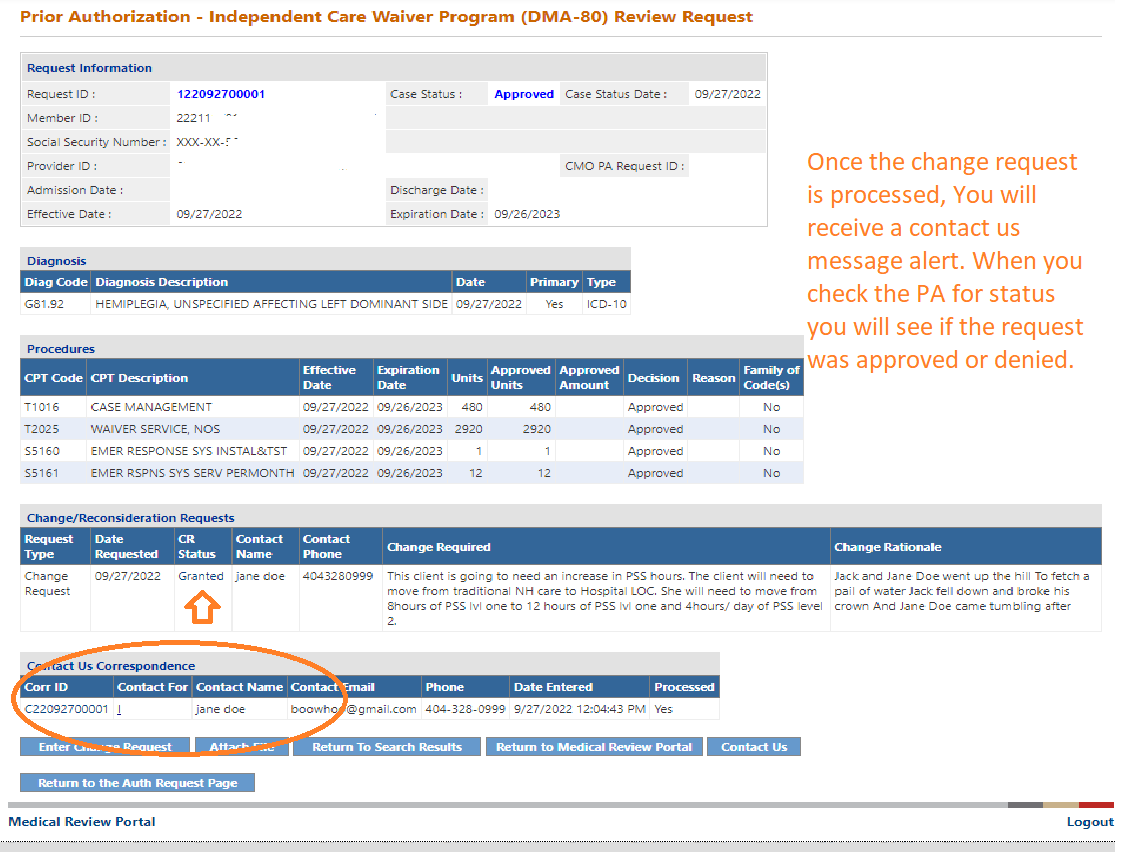 Prior Authorization - Independent Care Waiver Program (DMA-80) Review Request
Request Information
Request ID : 122092700001 Case Status : Approved Case Status Date : 09/27/2022
Member ID : 22211
Social Security Number : XXX-XX-
Provider ID : CMO PA Request ID :
Admission Date : Discharge Date :
Effective Date : 09/27/2022 Expiration Date : 09/26/2023
Once the change request
is processed, You will
receive a contact us
message alert. When you
check the PA for status
you will see if the request
was approved or denied.
Diagnosis
Diag Code Diagnosis Description Date Primary Type
G81.92 HEMIPLEGIA, UNSPECIFIED AFFECTING LEFT DOMINANT SIDE 09/27/2022 Yes ICD-10
Procedures
CPT Code CPT Description Effective Date Expiration Date Units Approved Units Approved Amount Decision Reason Family of Code(s)
T1016 CASE MANAGEMENT 09/27/2022 09/26/2023 480 480 Approved No
T2025 WAIVER SERVICE, NOS 09/27/2022 09/26/2023 2920 2920 Approved No
S5160 EMER RESPONSE SYS INSTAL&TST 09/27/2022 09/26/2023 1 1 Approved No
S5161 EMER RSPNS SYS SERV PERMONTH 09/27/2022 09/26/2023 12 12 Approved No
Change/Reconsideration Requests
Request Type Date Requested CR Status Contact Name Contact Phone Change Required Change Rationale
Change Request 09/27/2022 Granted jane doe 4043280999
This client is going to need an increase in PSS hours. The client will need to
move from traditional NH care to Hospital LOC. She will need to move from
8hours of PSS lvl one to 12 hours of PSS lvl one and 4hours/ day of PSS level
2.
Jack and Jane Doe went up the hill To fetch a
pail of water Jack fell down and broke his
crown And Jane Doe came tumbling after
Contact Us Correspondence
Corr ID Contact For Contact Name Contact Email Phone Date Entered Processed
C22092700001 I jane doe 404-328-0999 9/27/2022 12:04:43 PM Yes
Enter Change Request Attach File Return To Search Results Return to Medical Review Portal Contact Us
Return to the Auth Request Page
Medical Review Portal Logout